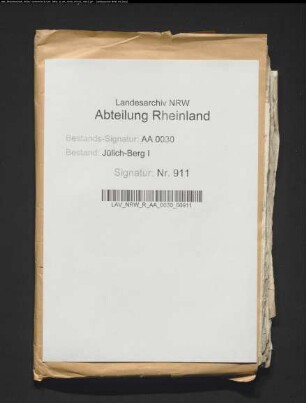 Landesarchiv NRW
Abteilung Rheinland
Bestands-Signatur: AA 0030
Bestand: Jülich-Berg I
Signatur: Nr. 911
LAV_NRW_R_AA_0030_00911